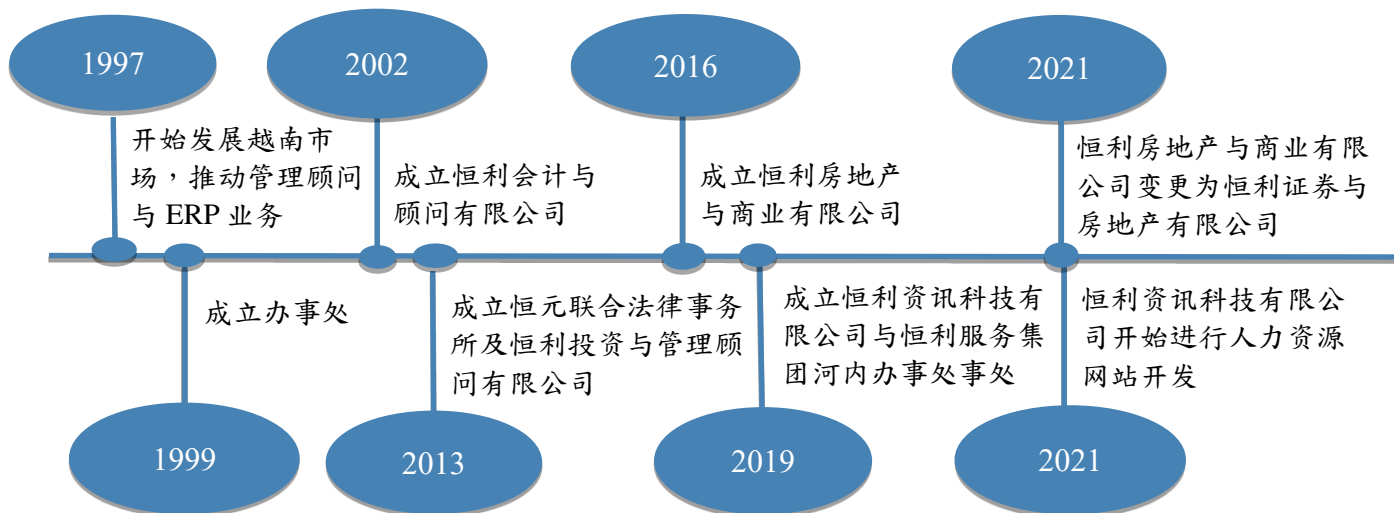 1997
开始发展越南市
场，推动管理顾问
与 ERP 业务
1999
成立办事处
2002
成立恒利会计与
顾问有限公司
2013
成立恒元联合法律事务
所及恒利投资与管理顾
问有限公司
2016
成立恒利房地产
与商业有限公司
2019
成立恒利资讯科技有
限公司与恒利服务集
团河内办事处事处
2021
恒利房地产与商业有限
公司变更为恒利证券与
房地产有限公司
2021
恒利资讯科技有限公
司开始进行人力资源
网站开发